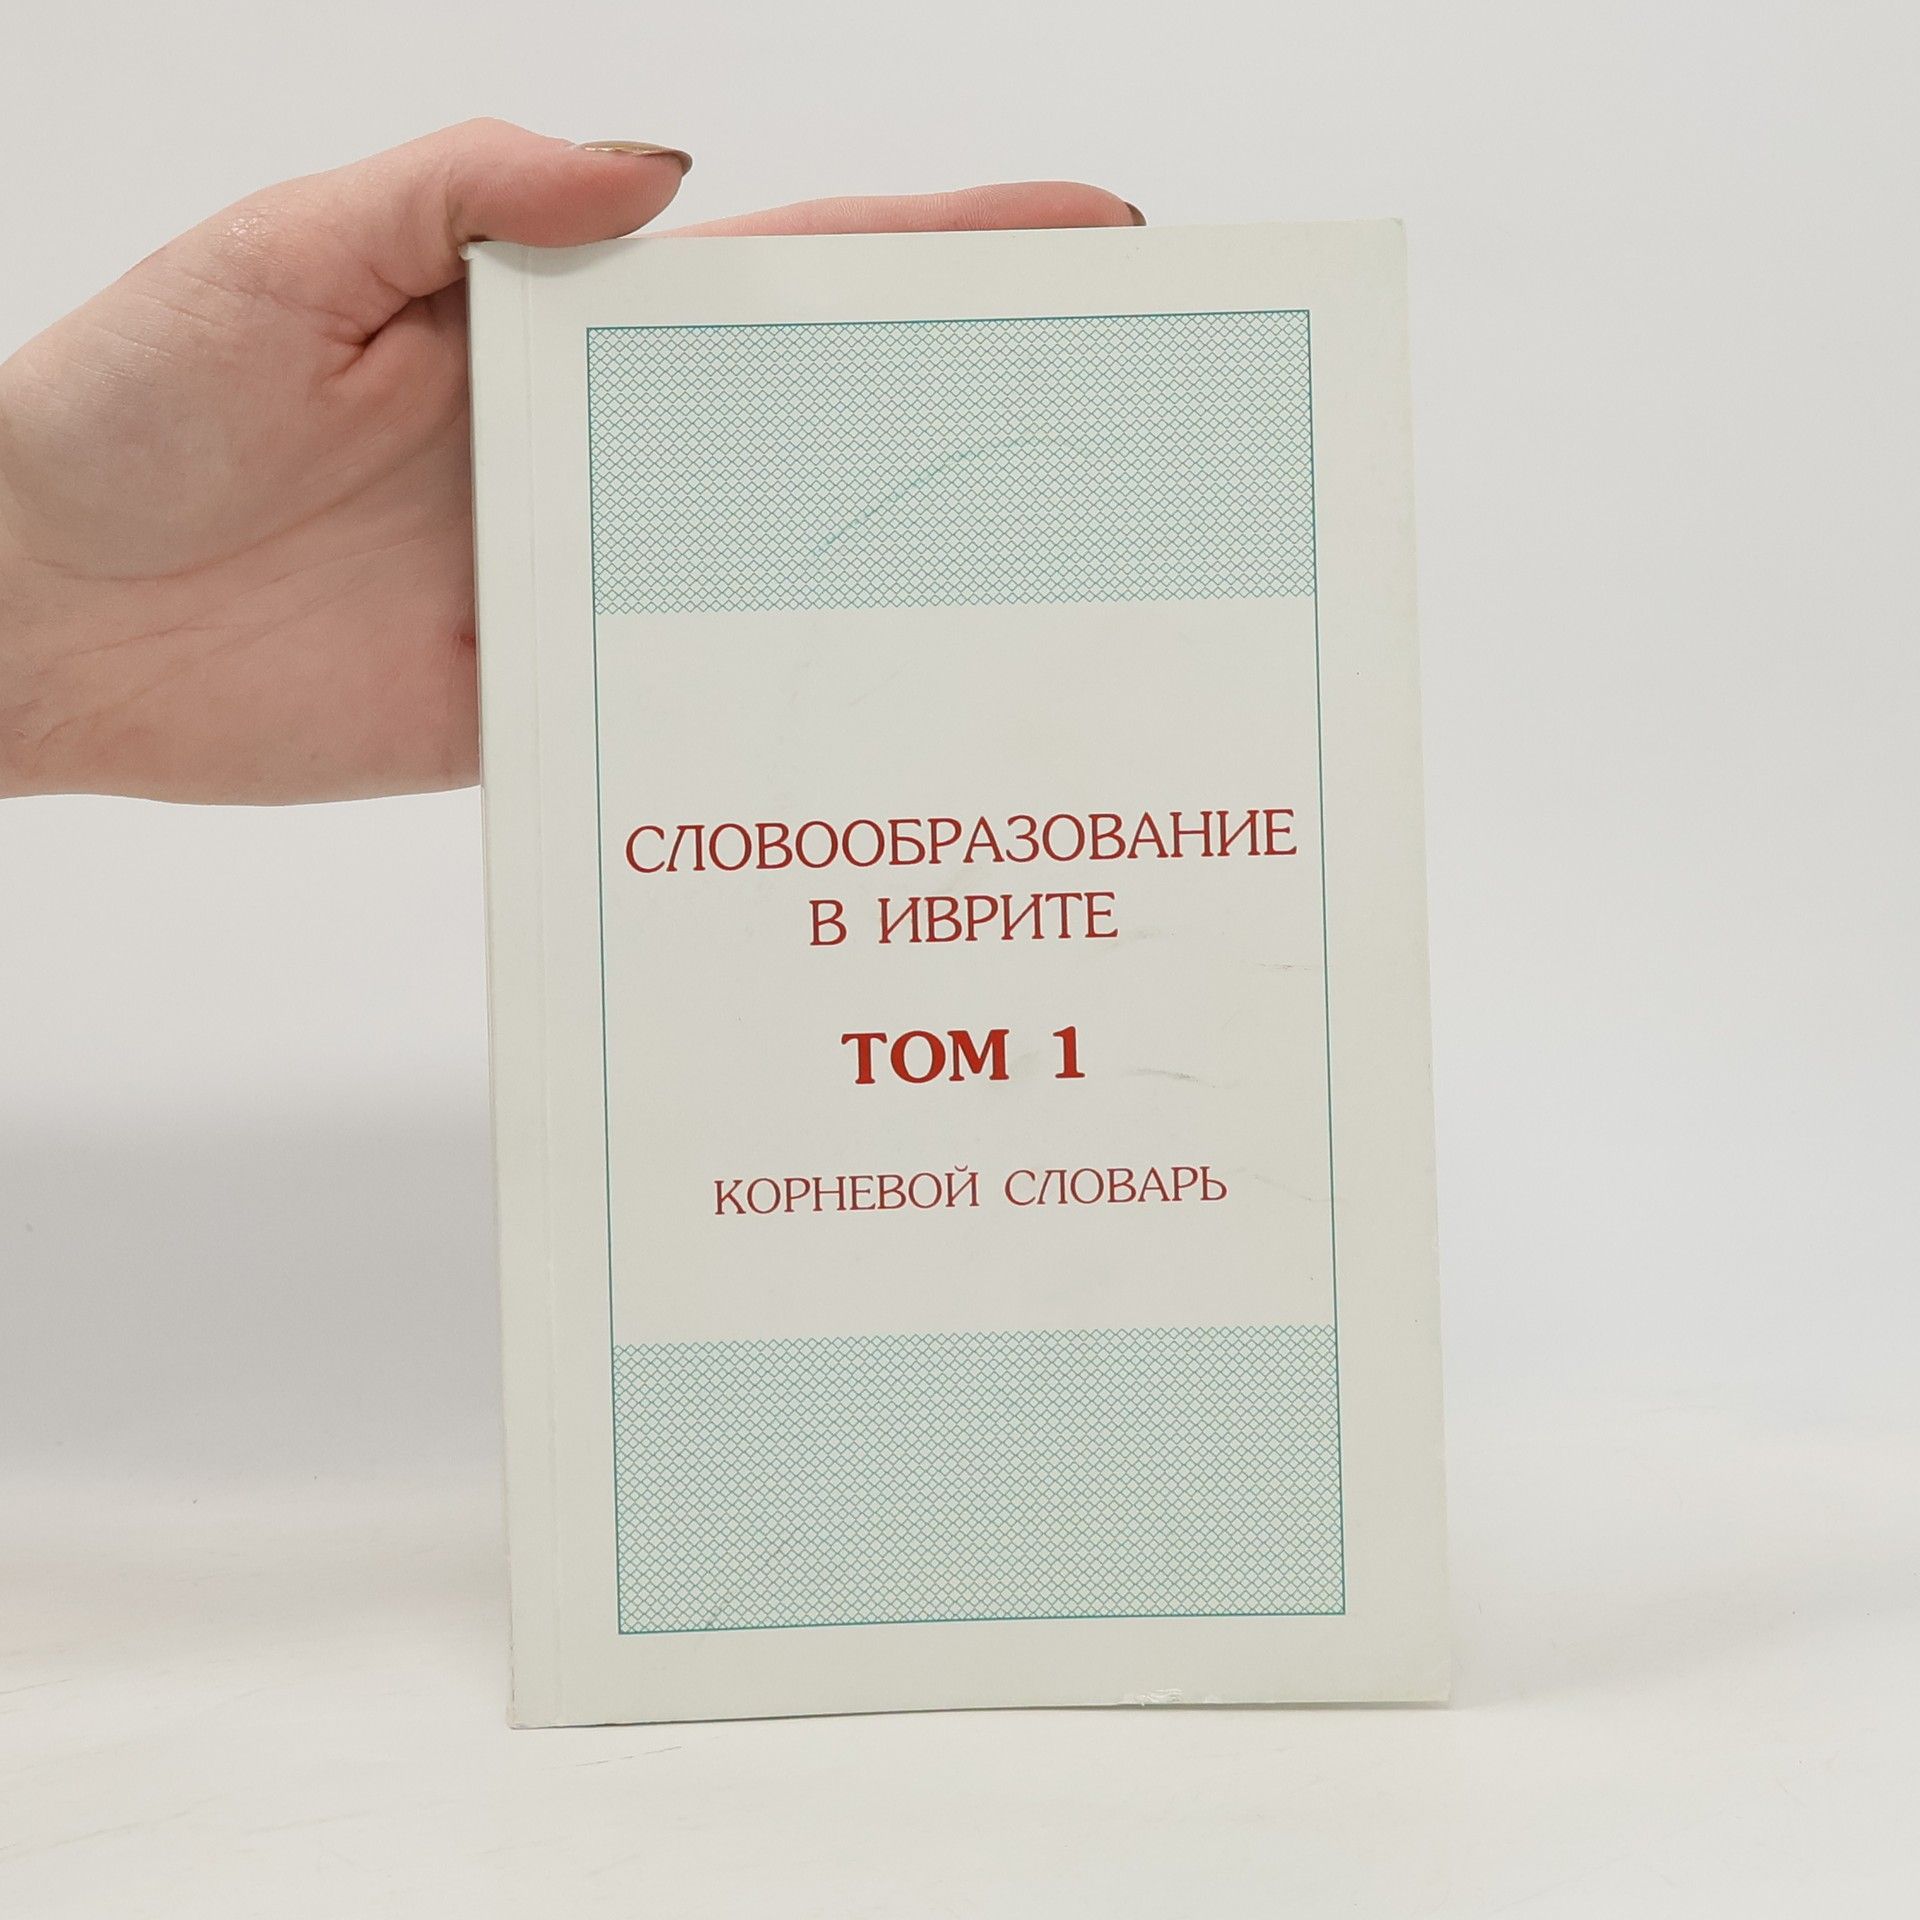 СЛОВООБРАЗОВАНИЕ
В ИВРИТЕ
ТОМ 1
КОРНЕВОЙ СЛОВАРЬ